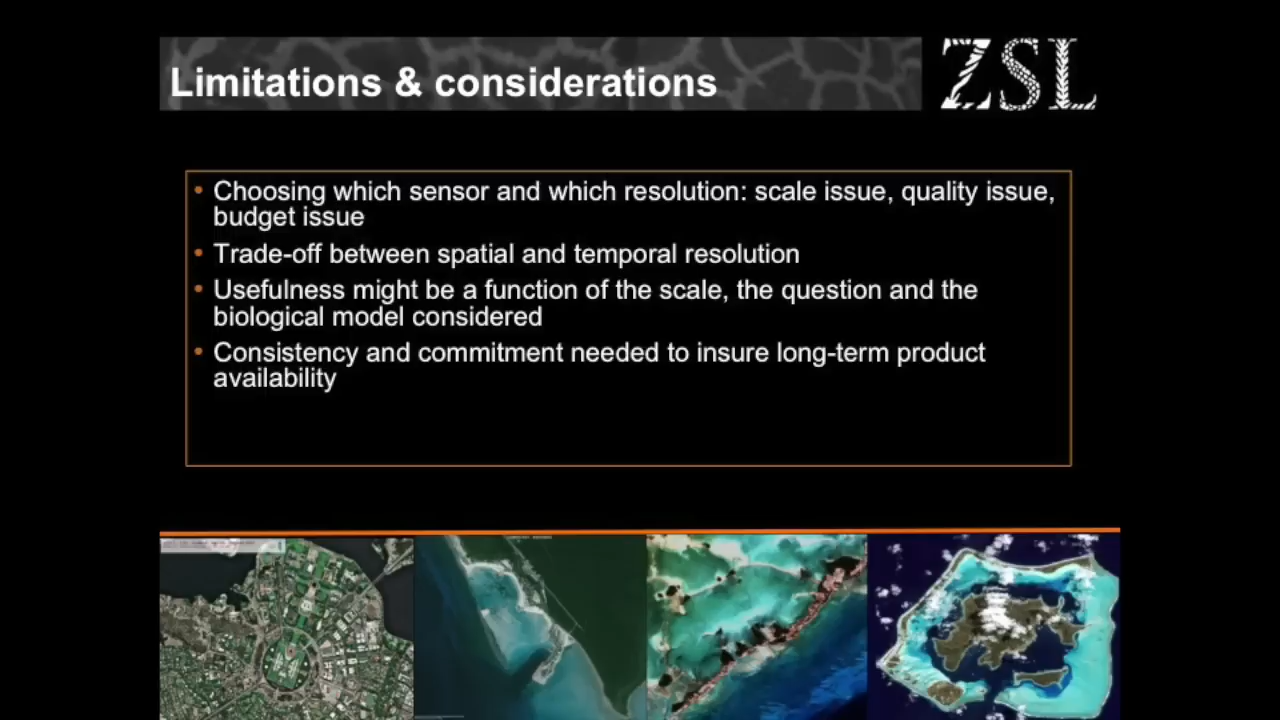 Limitations & considerations
ZSL
• Choosing which sensor and which resolution: scale issue, quality issue,
budget issue
• Trade-off between spatial and temporal resolution
• Usefulness might be a function of the scale, the question and the
biological model considered
• Consistency and commitment needed to insure long-term product
availability